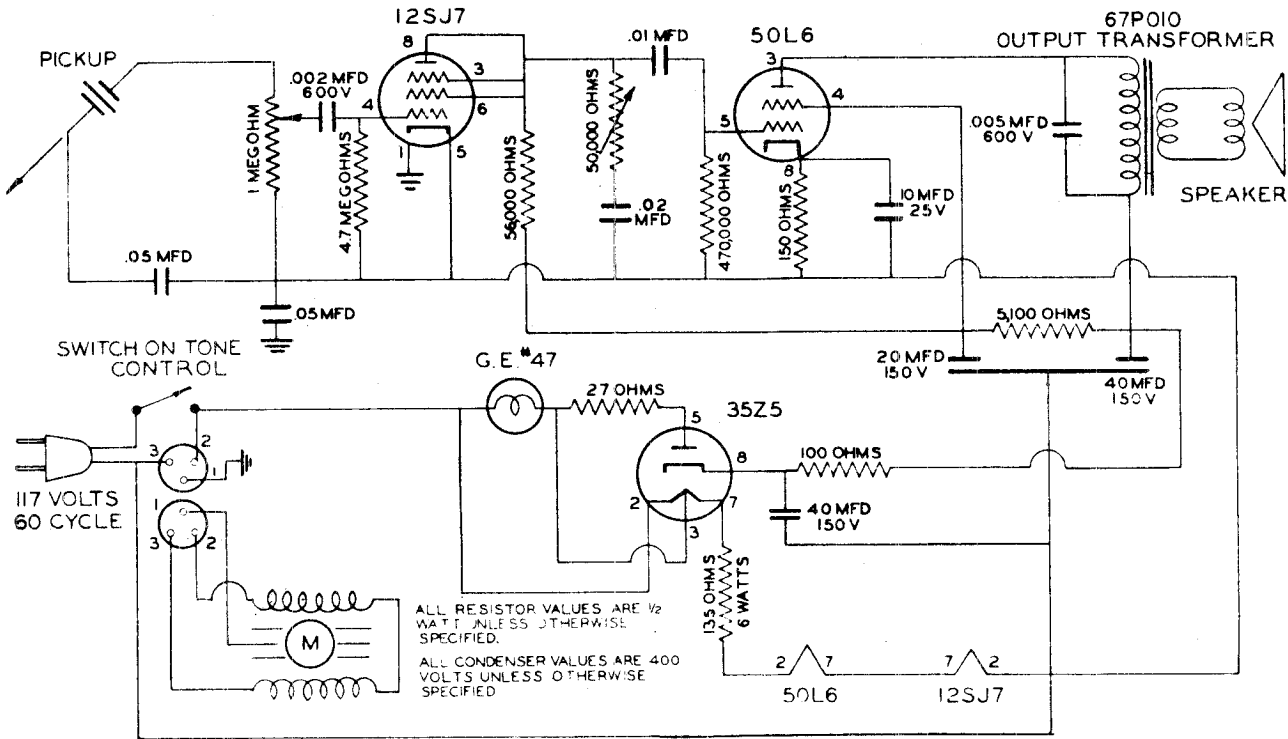 12SJ7
8
3
6
4
1
5
PICKUP
.002 MFD
600V
1 MEGOHM
4.7 MEGOHMS
56,000 OHMS
50,000 OHMS
.02
MFD
.01 MFD
50L6
3
4
5
8
470,000 OHMS
150 OHMS
10 MFD
25V
67P010
OUTPUT TRANSFORMER
.005 MFD
600 V
SPEAKER
.05 MFD
.05 MFD
5,100 OHMS
20 MFD
150V
40 MFD
150V
SWITCH ON TONE
CONTROL
G.E. #47
27 OHMS
35Z5
5
8
2
3
7
100 OHMS
40 MFD
150V
3
2
1
117 VOLTS
60 CYCLE
1
3
2
M
135 OHMS
6 WATTS
ALL RESISTOR VALUES ARE 1/2
WATT UNLESS OTHERWISE
SPECIFIED.
ALL CONDENSER VALUES ARE 400
VOLTS UNLESS OTHERWISE
SPECIFIED
2
7
50L6
7
2
12SJ7